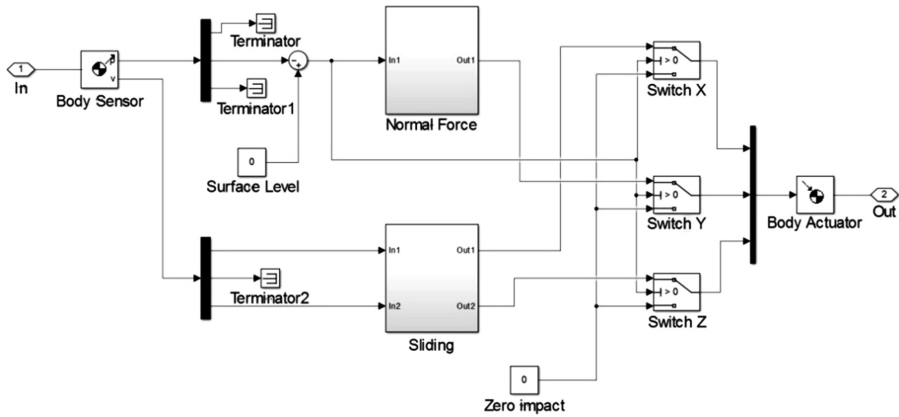 1
In
p
v
Body Sensor
Terminator
Terminator1
0
Surface Level
In1
Out1
Normal Force
Terminator2
In1
In2
Out1
Out2
Sliding
0
Zero impact
> 0
Switch X
> 0
Switch Y
> 0
Switch Z
Body Actuator
2
Out